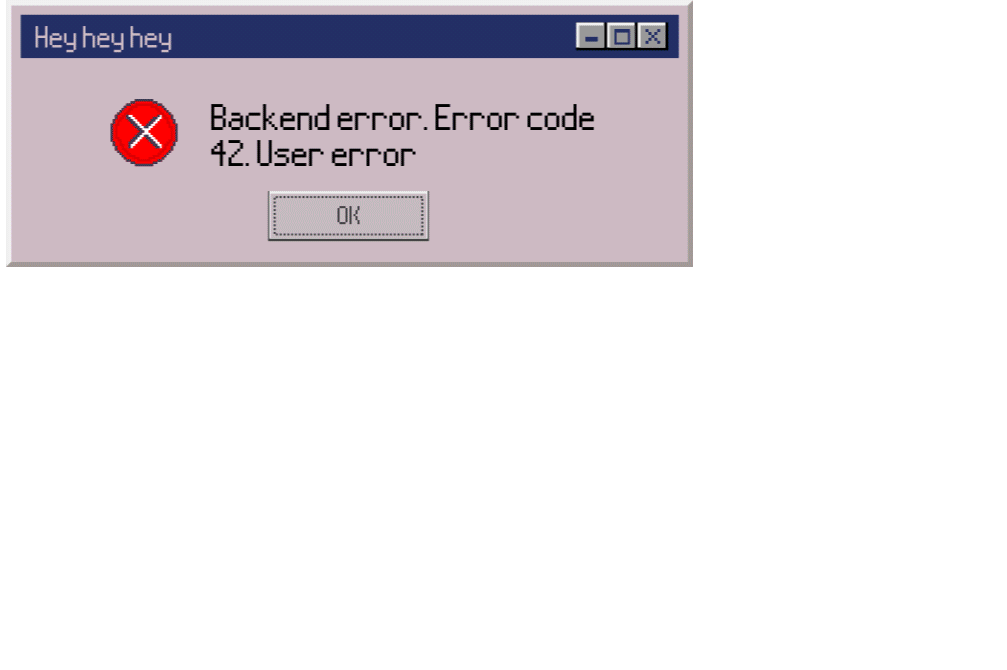 Hey hey hey
Backend error. Error code
42. User error
OK